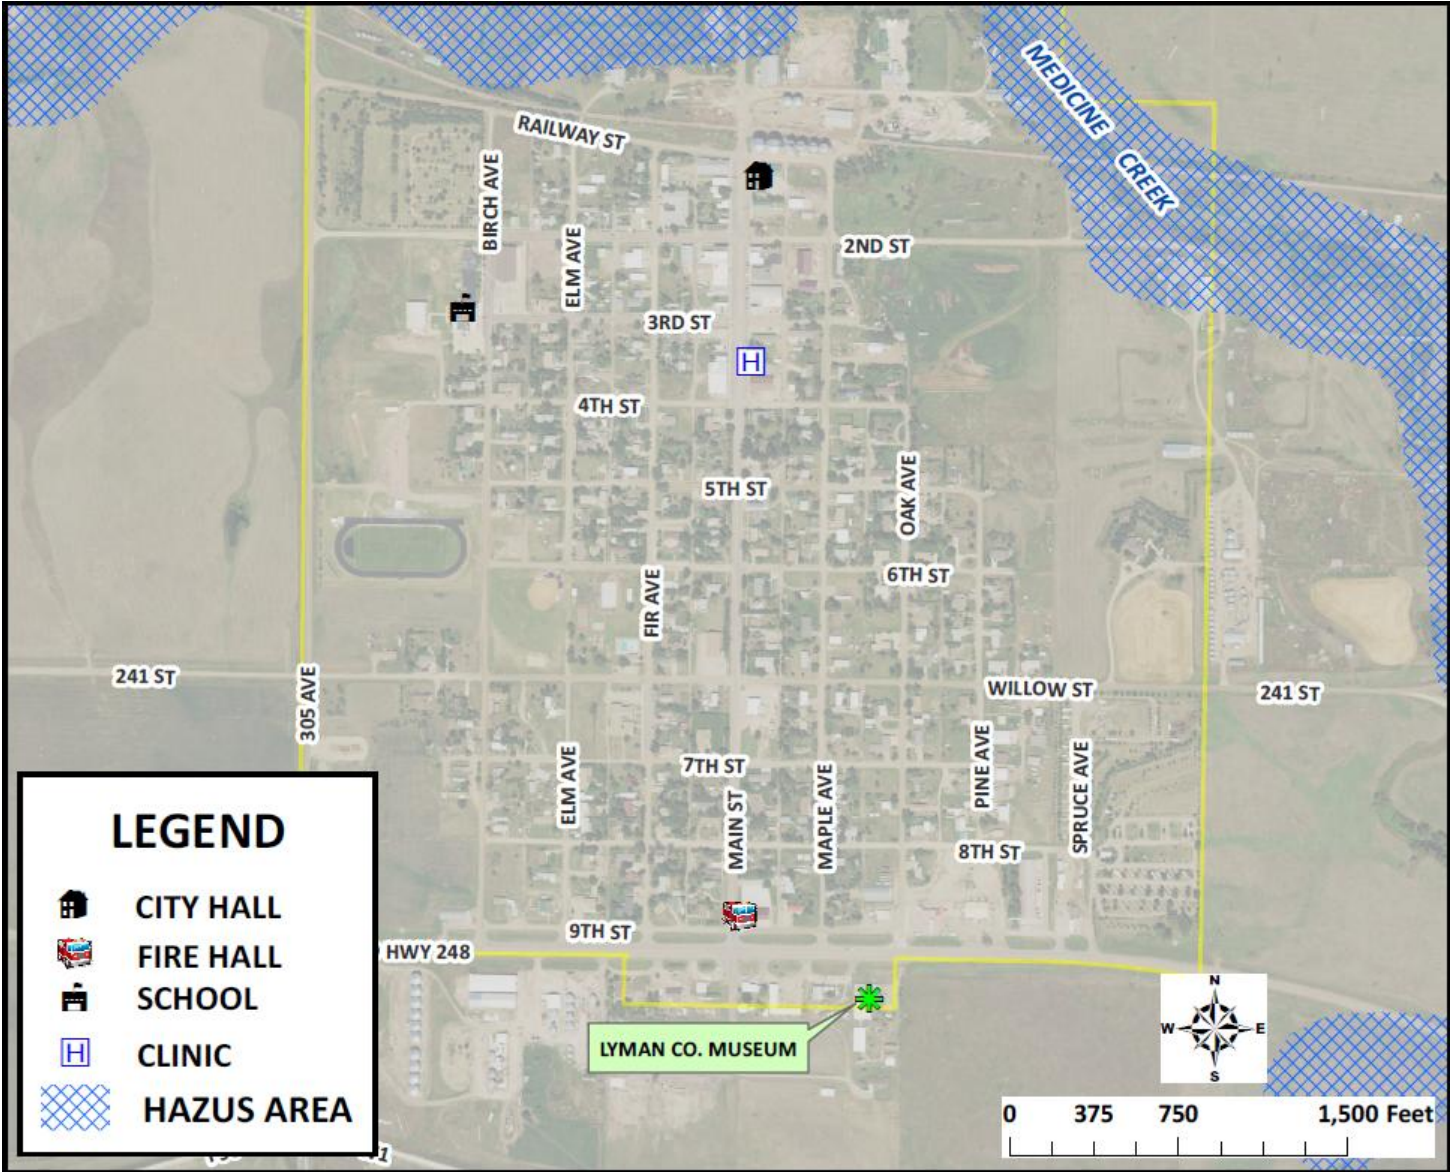 MEDICINE
CREEK
RAILWAY ST
BIRCH AVE
2ND ST
ELM AVE
3RD ST
H
4TH ST
5TH ST
OAK AVE
6TH ST
FIR AVE
241 ST
305 AVE
WILLOW ST
241 ST
7TH ST
PINE AVE
SPRUCE AVE
ELM AVE
MAIN ST
MAPLE AVE
8TH ST
9TH ST
HWY 248
LYMAN CO. MUSEUM
LEGEND
CITY HALL
FIRE HALL
SCHOOL
H CLINIC
HAZUS AREA
N
W E
S
0 375 750 1,500 Feet